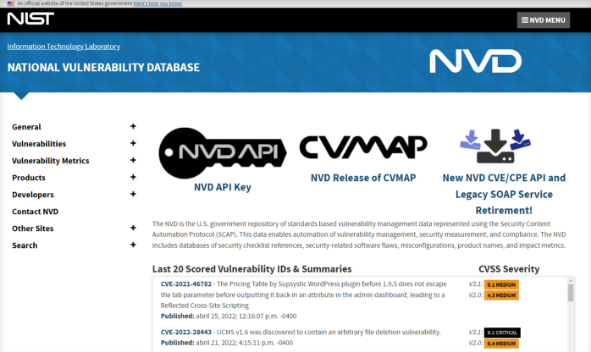 An official website of the United States government Here's how you know
NIST
NVD MENU
Information Technology Laboratory
NATIONAL VULNERABILITY DATABASE
NVD
General
Vulnerabilities
Vulnerability Metrics
Products
Developers
Contact NVD
Other Sites
Search
NVD API
NVD API Key
CVMAP
NVD Release of CVMAP
New NVD CVE/CPE API and
Legacy SOAP Service
Retirement!
The NVD is the U.S. government repository of standards based vulnerability management data represented using the Security Content
Automation Protocol (SCAP). This data enables automation of vulnerability management, security measurement, and compliance. The NVD
includes databases of security checklist references, security-related software flaws, misconfigurations, product names, and impact metrics.
Last 20 Scored Vulnerability IDs & Summaries CVSS Severity
CVE-2021-46782 - The Pricing Table by Supsystic WordPress plugin before 1.9.5 does not escape
the tab parameter before outputting it back in an attribute in the admin dashboard, leading to a
Reflected Cross-Site Scripting
Published: abril 25, 2022; 12:16:07 p.m. -0400
V3.1: 6.1 MEDIUM
V2.0: 4.3 MEDIUM
CVE-2022-28443 - UCMS v1.6 was discovered to contain an arbitrary file deletion vulnerability.
Published: abril 21, 2022; 4:15:11 p.m. -0400
V3.1: 9.1 CRITICAL
V2.0: 6.4 MEDIUM